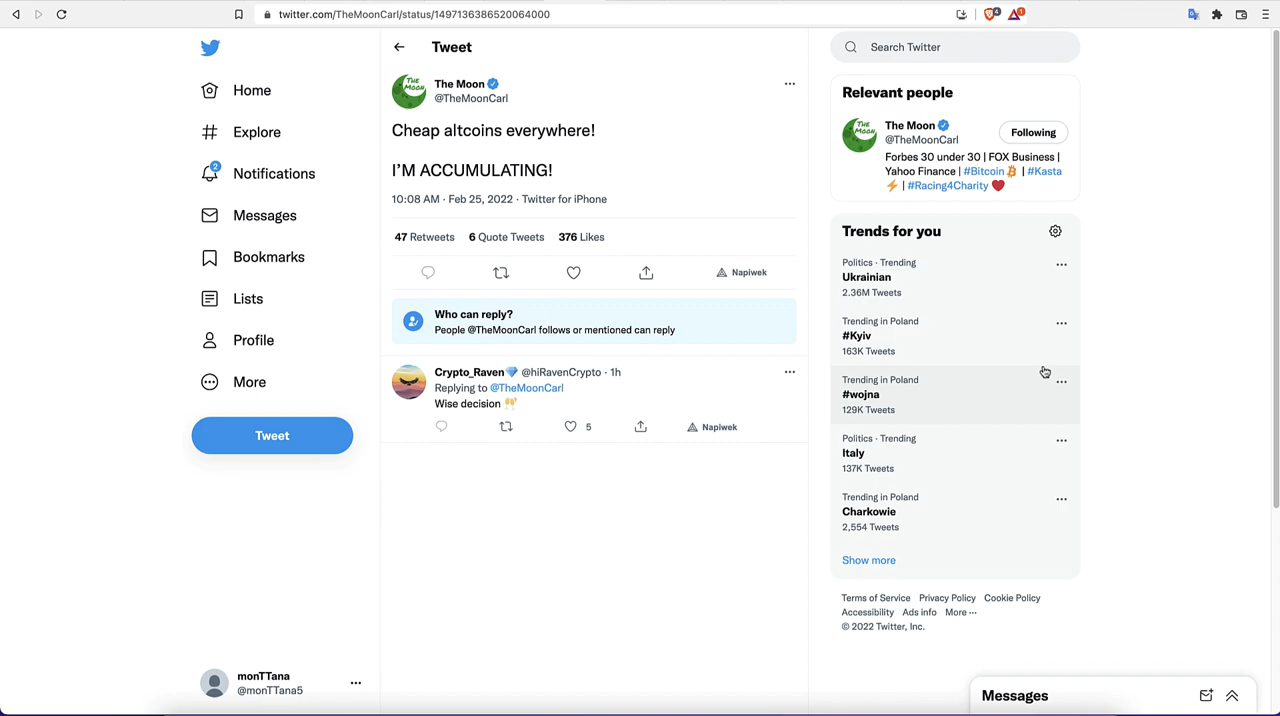 twitter.com/TheMoonCarl/status/1497136386520064000
4
1
Home
Explore
2
Notifications
Messages
Bookmarks
Lists
Profile
More
Tweet
monTTana
@monTTana5
Tweet
THE MOON
The Moon
@TheMoonCarl
Cheap altcoins everywhere!
I'M ACCUMULATING!
10:08 AM · Feb 25, 2022 · Twitter for iPhone
47 Retweets 6 Quote Tweets 376 Likes
Napiwek
Who can reply?
People @TheMoonCarl follows or mentioned can reply
Crypto_Raven💎 @hiRavenCrypto · 1h
Replying to @TheMoonCarl
Wise decision 🙌
5
Napiwek
Search Twitter
Relevant people
THE MOON
The Moon
@TheMoonCarl
Following
Forbes 30 under 30 | FOX Business |
Yahoo Finance | #Bitcoin | #Kasta
⚡ | #Racing4Charity ❤️
Trends for you
Politics · Trending
Ukrainian
2.36M Tweets
Trending in Poland
#Kyiv
163K Tweets
Trending in Poland
#wojna
129K Tweets
Politics · Trending
Italy
137K Tweets
Trending in Poland
Charkowie
2,554 Tweets
Show more
Terms of Service Privacy Policy Cookie Policy
Accessibility Ads info More ···
© 2022 Twitter, Inc.
Messages